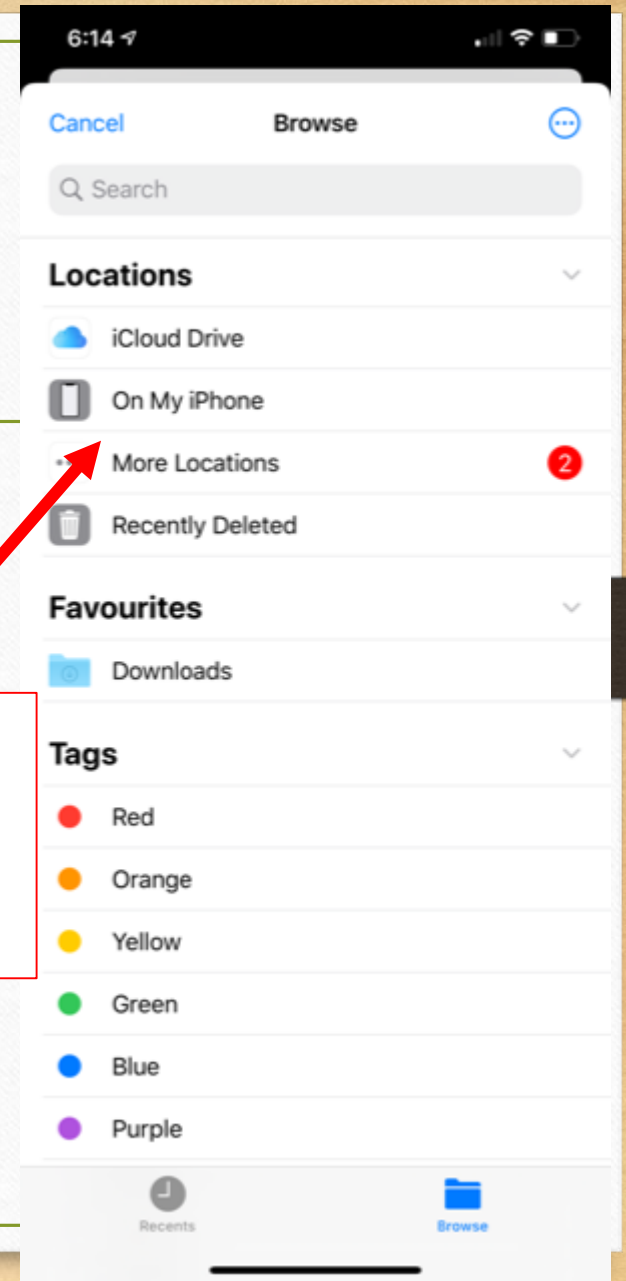 6:14
Cancel Browse
Search
Locations
iCloud Drive
On My iPhone
More Locations 2
Recently Deleted
Favourites
Downloads
Tags
Red
Orange
Yellow
Green
Blue
Purple
Recents Browse